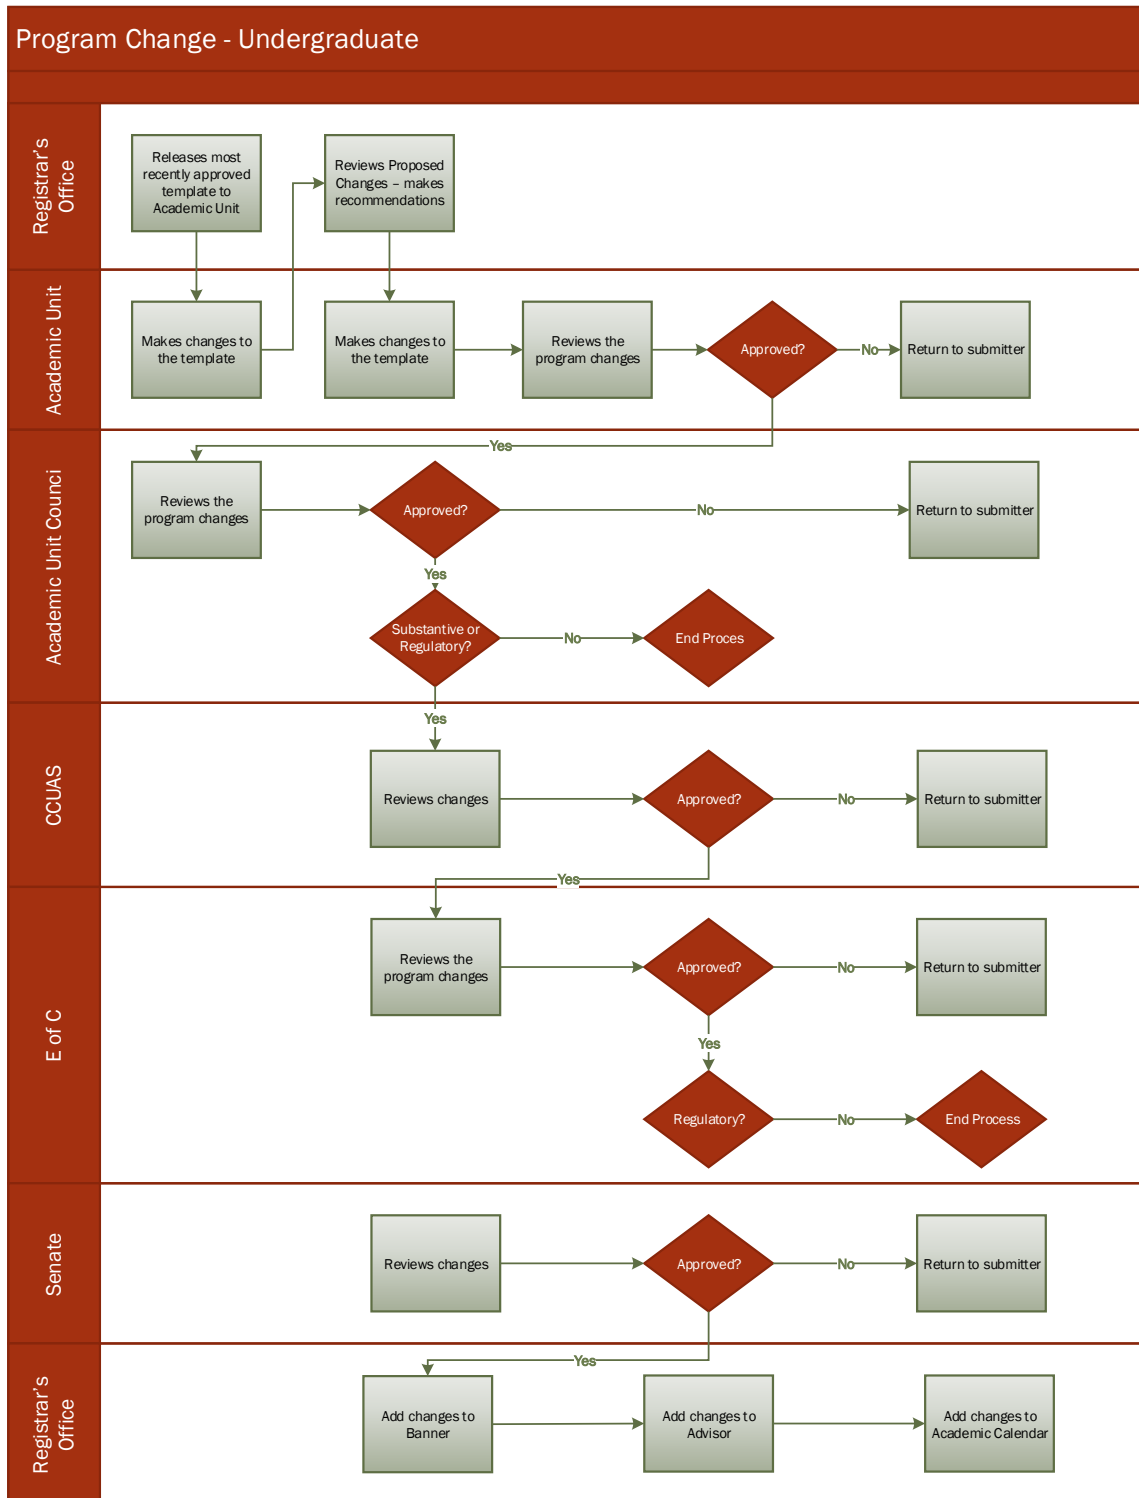 Program Change - Undergraduate
Registrar's
Office
Releases most
recently approved
template to
Academic Unit
Reviews Proposed
Changes – makes
recommendations
Academic Unit
Makes changes to
the template
Makes changes to
the template
Reviews the
program changes
Approved?
No
Return to submitter
Yes
Academic Unit Counci
Reviews the
program changes
Approved?
No
Return to submitter
Yes
Substantive or
Regulatory?
No
End Proces
Yes
CCUAS
Reviews changes
Approved?
No
Return to submitter
Yes
E of C
Reviews the
program changes
Approved?
No
Return to submitter
Yes
Regulatory?
No
End Process
Senate
Reviews changes
Approved?
No
Return to submitter
Yes
Registrar's
Office
Add changes to
Banner
Add changes to
Advisor
Add changes to
Academic Calendar